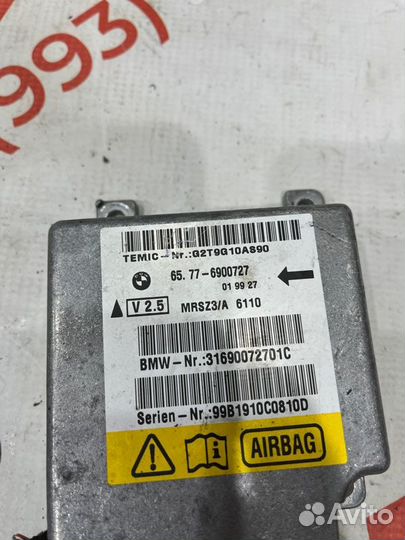 (993)
TEMIC-Nr.:G2T9G10AS90
65.77-6900727
01 99 27
V 2.5 MRSZ3/A 6110
BMW-Nr.:31690072701C
Serien-Nr.:99B1910C0810D
AIRBAG
Avito